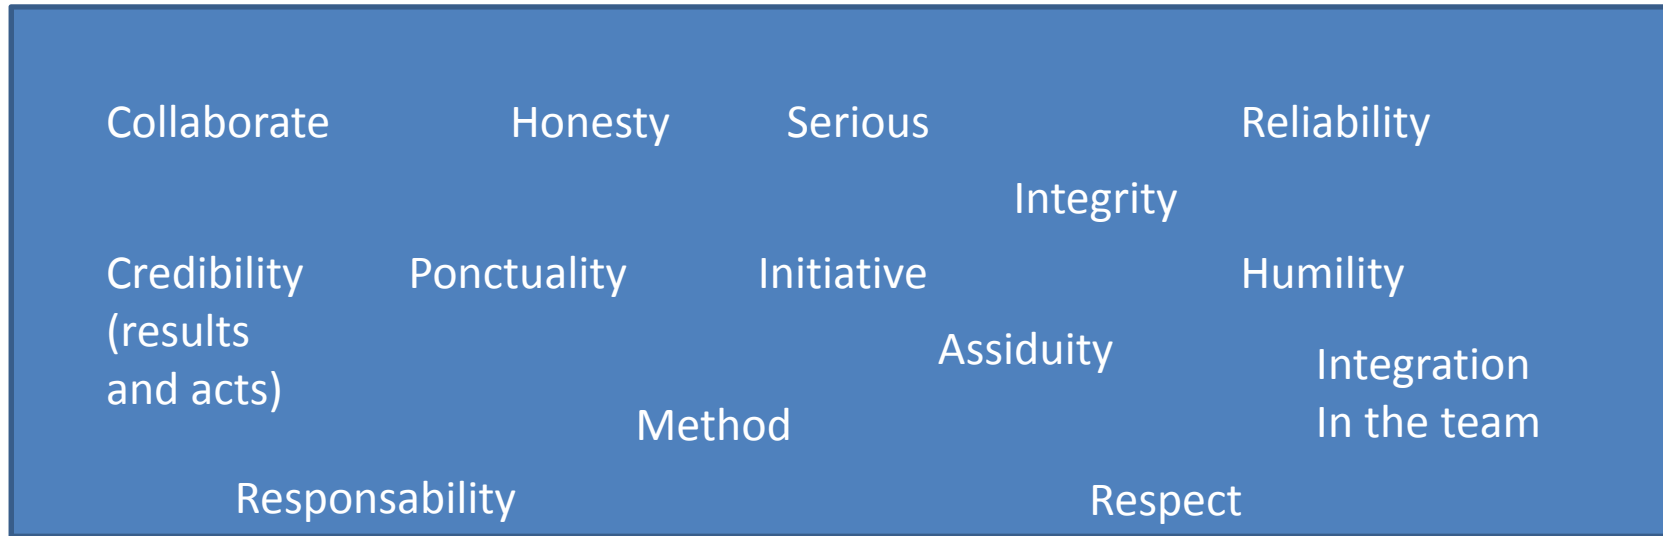 Collaborate Honesty Serious Reliability
Integrity
Credibility Ponctuality Initiative Humility
(results
and acts)
Assiduity
Integration
In the team
Method
Responsability Respect